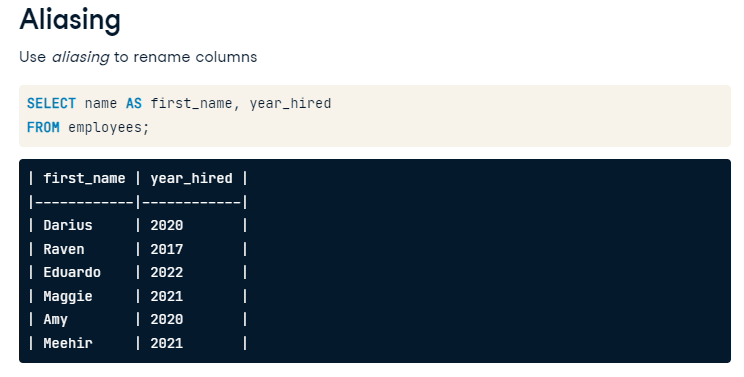 Aliasing
Use aliasing to rename columns
SELECT name AS first_name, year_hired
FROM employees;
| first_name | year_hired |
|------------|------------|
| Darius     | 2020       |
| Raven      | 2017       |
| Eduardo    | 2022       |
| Maggie     | 2021       |
| Amy        | 2020       |
| Meehir     | 2021       |